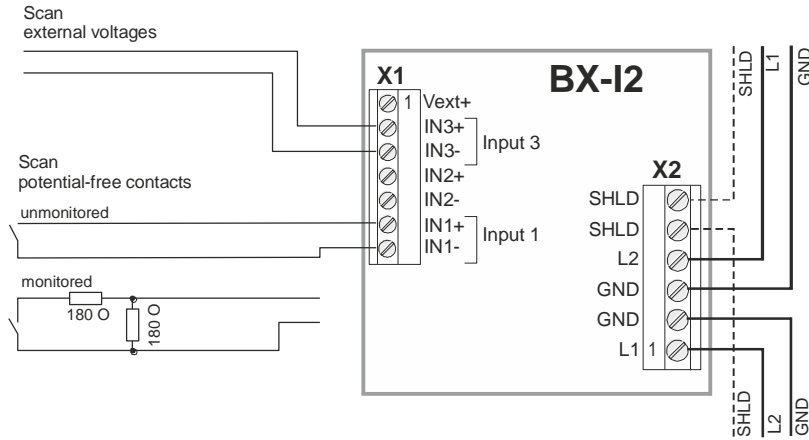 Scan
external voltages
X1
BX-I2
1 Vext+
IN3+
IN3-
Input 3
IN2+
IN2-
IN1+
IN1-
Input 1
Scan
potential-free contacts
unmonitored
monitored
180 O
180 O
X2
SHLD
SHLD
L2
GND
GND
L1 1
SHLD
L1
GND
SHLD
L2
GND